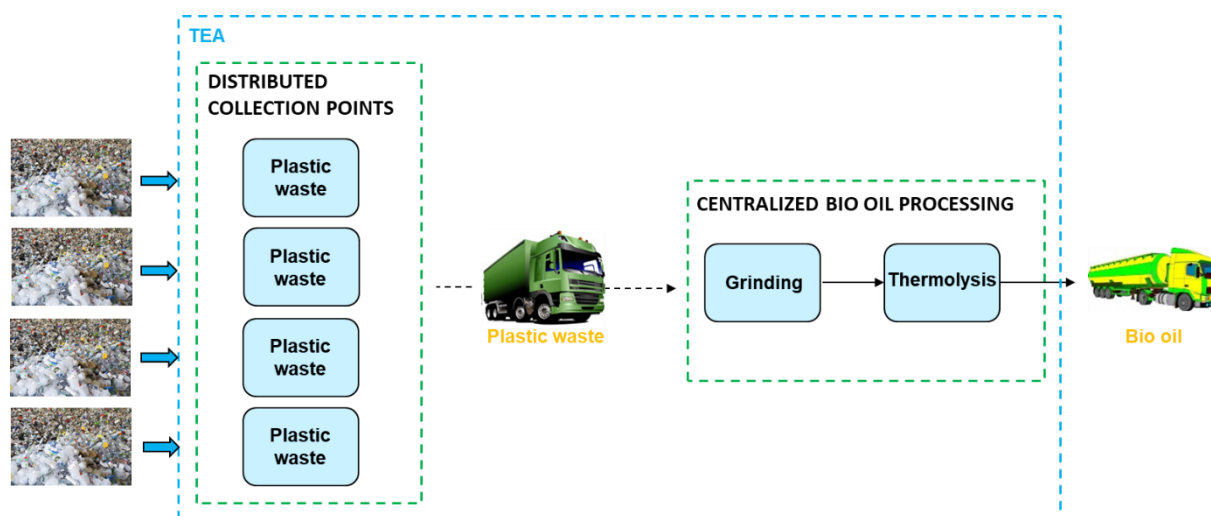 TEA
DISTRIBUTED
COLLECTION POINTS
Plastic
waste
Plastic
waste
Plastic
waste
Plastic
waste
Plastic waste
CENTRALIZED BIO OIL PROCESSING
Grinding
Thermolysis
Bio oil